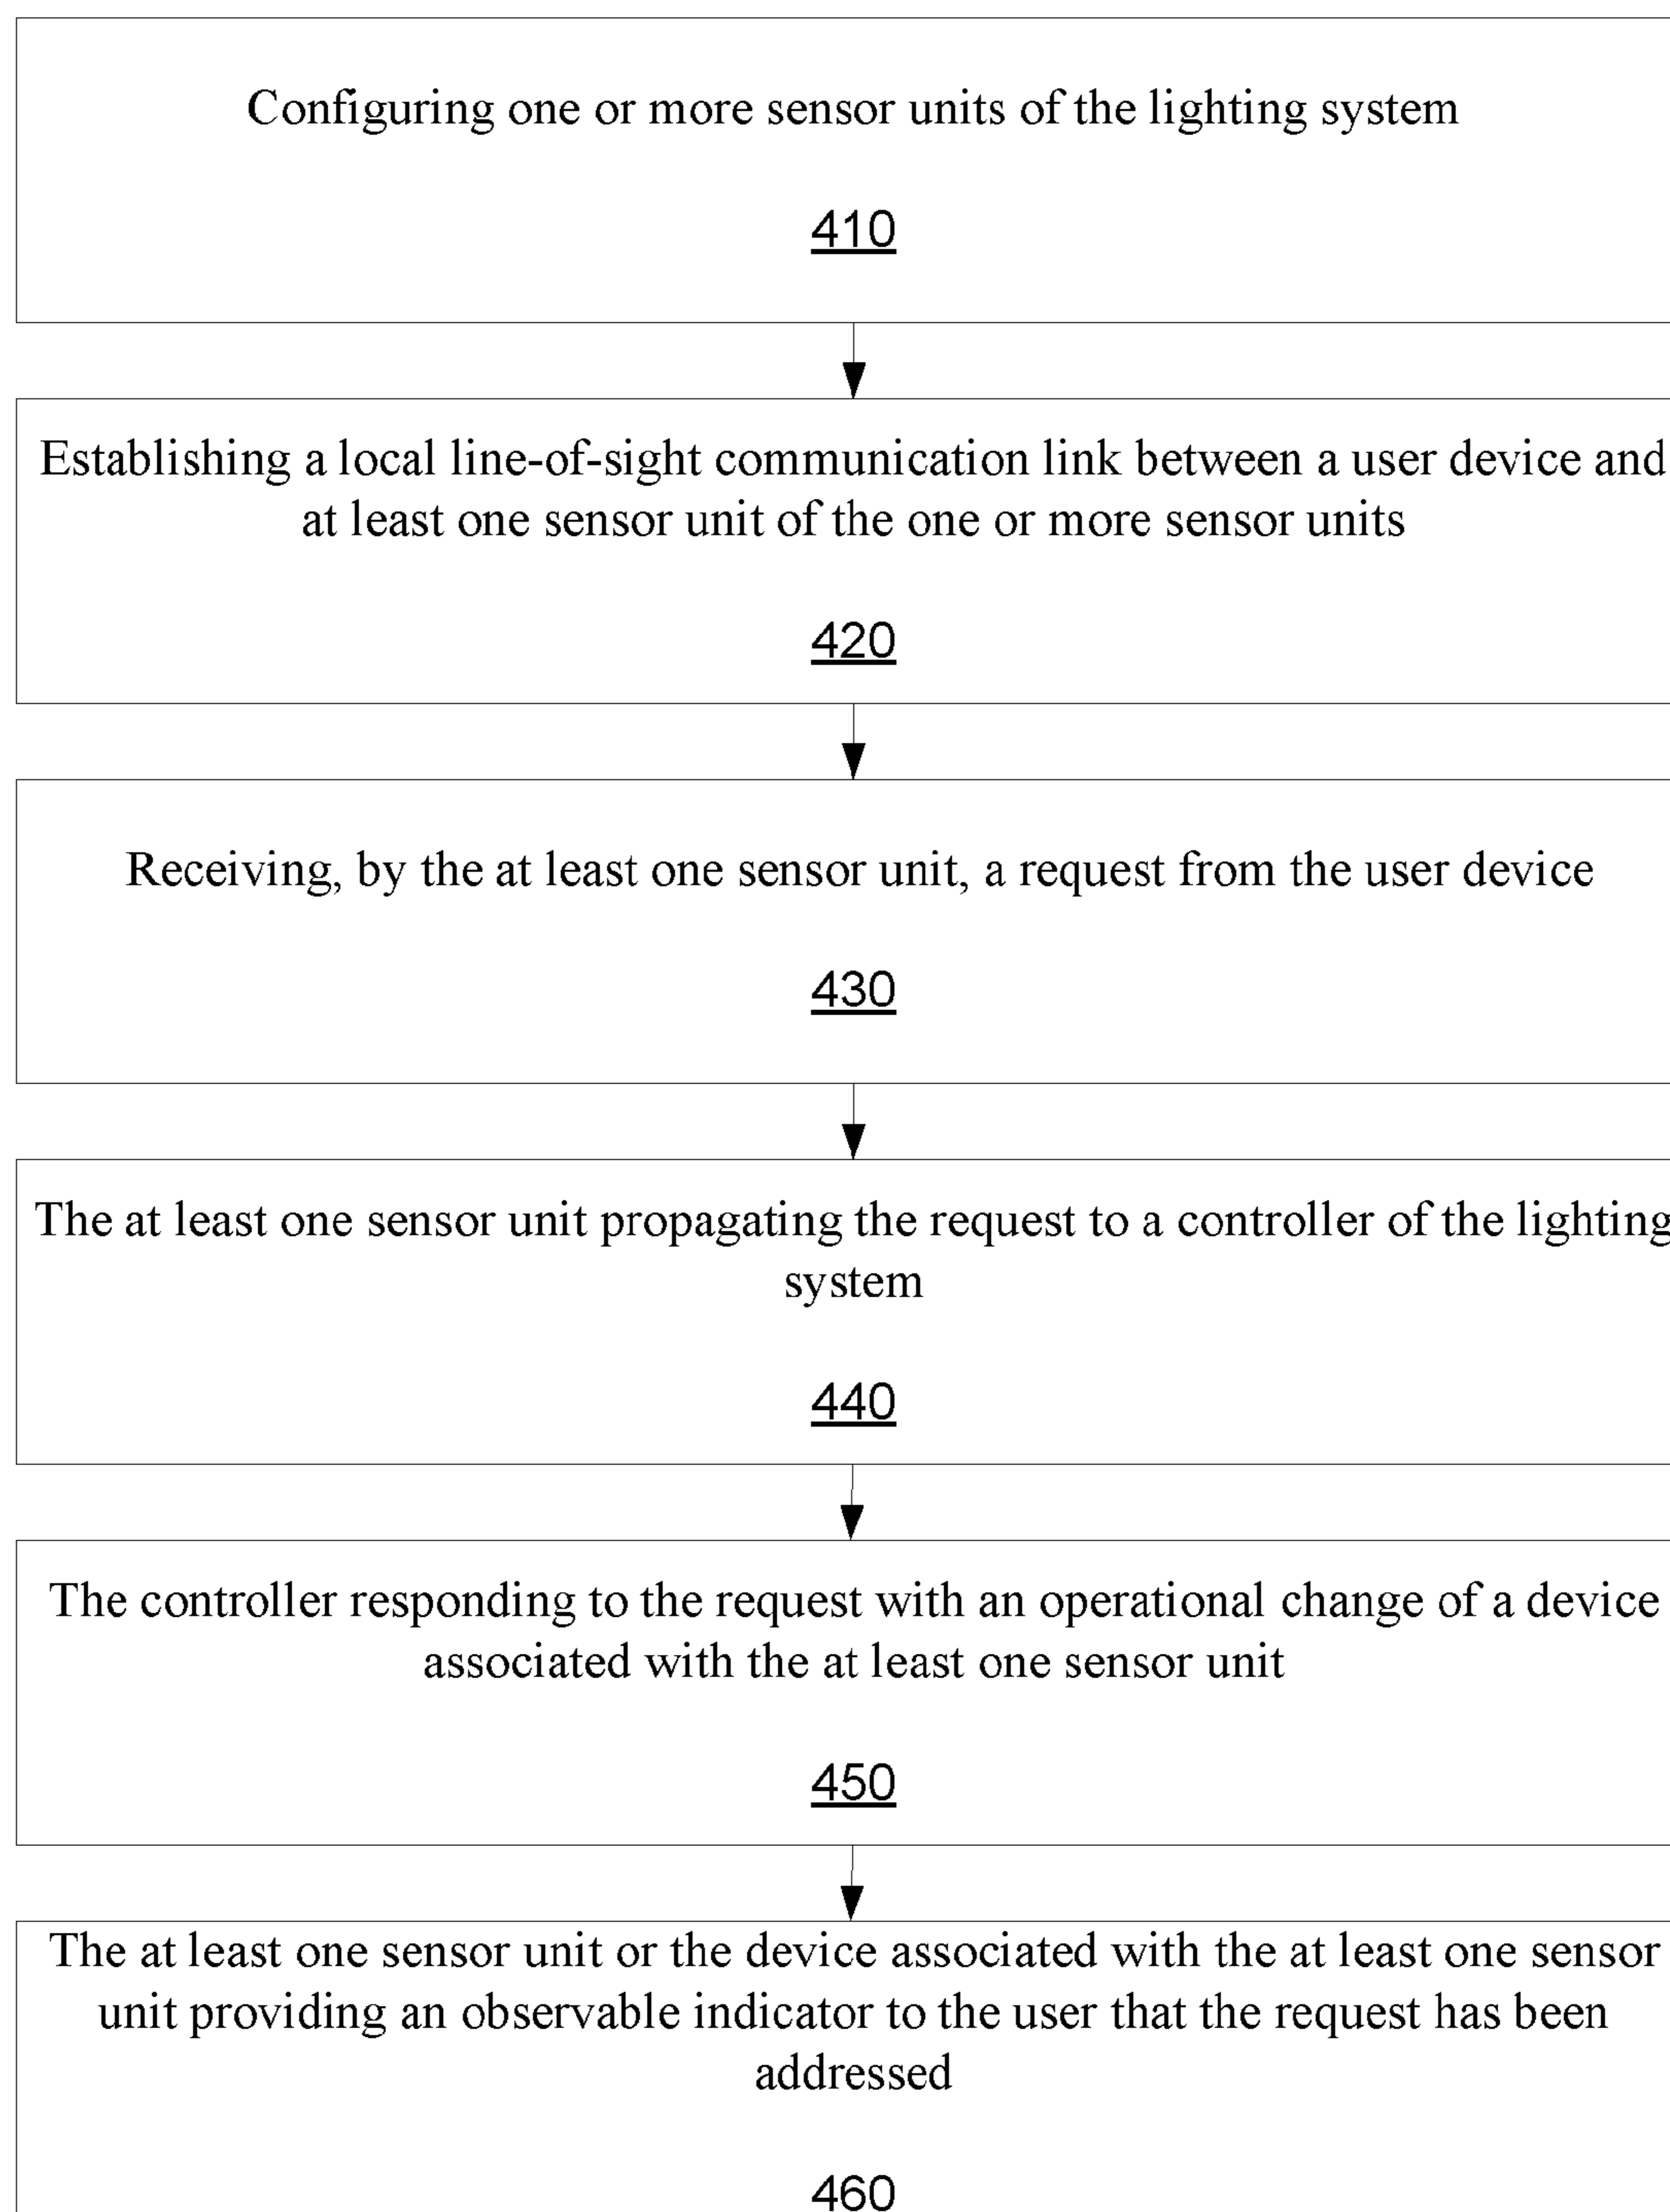 Configuring one or more sensor units of the lighting system
410
Establishing a local line-of-sight communication link between a user device and
at least one sensor unit of the one or more sensor units
420
Receiving, by the at least one sensor unit, a request from the user device
430
The at least one sensor unit propagating the request to a controller of the lighting
system
440
The controller responding to the request with an operational change of a device
associated with the at least one sensor unit
450
The at least one sensor unit or the device associated with the at least one sensor
unit providing an observable indicator to the user that the request has been
addressed
460